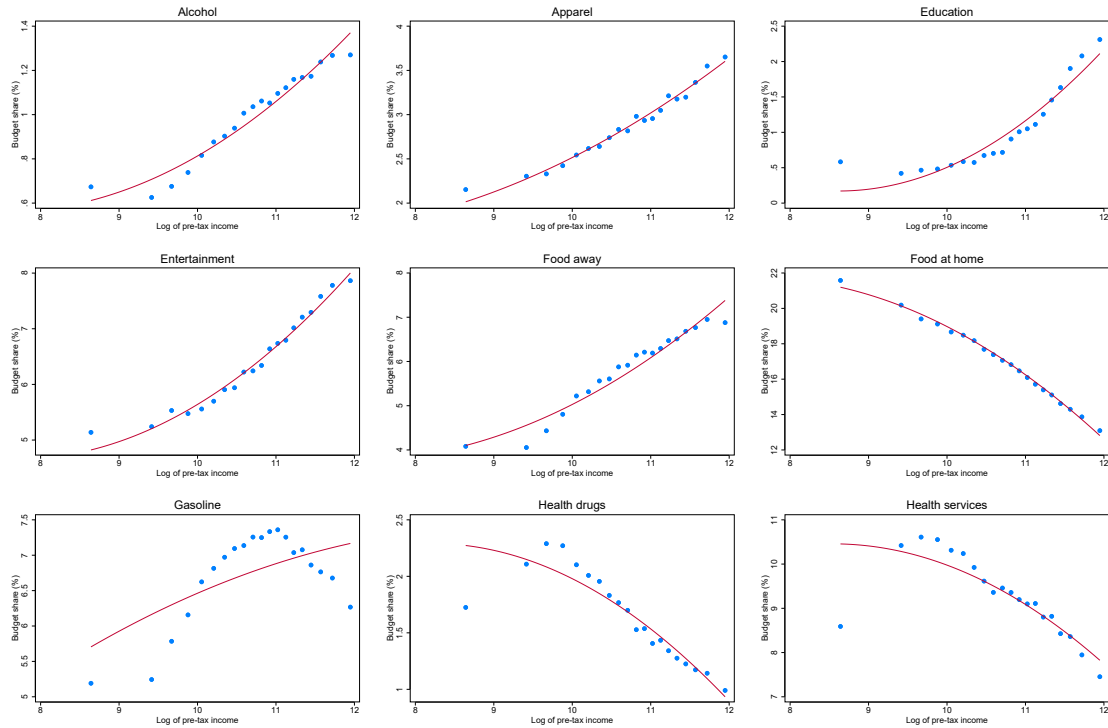 Alcohol
Budget share (%)
1.4
1.2
1
.8
.6
8 9 10 11 12
Log of pre-tax income
Apparel
Budget share (%)
4
3.5
3
2.5
2
8 9 10 11 12
Log of pre-tax income
Education
Budget share (%)
2.5
2
1.5
1
.5
0
8 9 10 11 12
Log of pre-tax income
Entertainment
Budget share (%)
8
7
6
5
8 9 10 11 12
Log of pre-tax income
Food away
Budget share (%)
8
7
6
5
4
8 9 10 11 12
Log of pre-tax income
Food at home
Budget share (%)
22
20
18
16
14
12
8 9 10 11 12
Log of pre-tax income
Gasoline
Budget share (%)
7.5
7
6.5
6
5.5
5
8 9 10 11 12
Log of pre-tax income
Health drugs
Budget share (%)
2.5
2
1.5
1
8 9 10 11 12
Log of pre-tax income
Health services
Budget share (%)
11
10
9
8
7
8 9 10 11 12
Log of pre-tax income